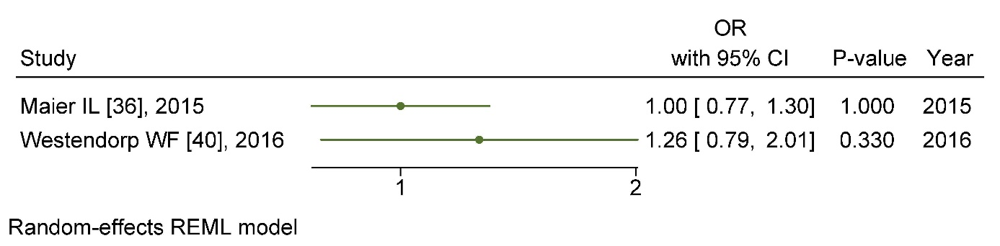 OR
Study with 95% CI P-value Year
Maier IL [36], 2015 1.00 [ 0.77, 1.30] 1.000 2015
Westendorp WF [40], 2016 1.26 [ 0.79, 2.01] 0.330 2016
1 2
Random-effects REML model